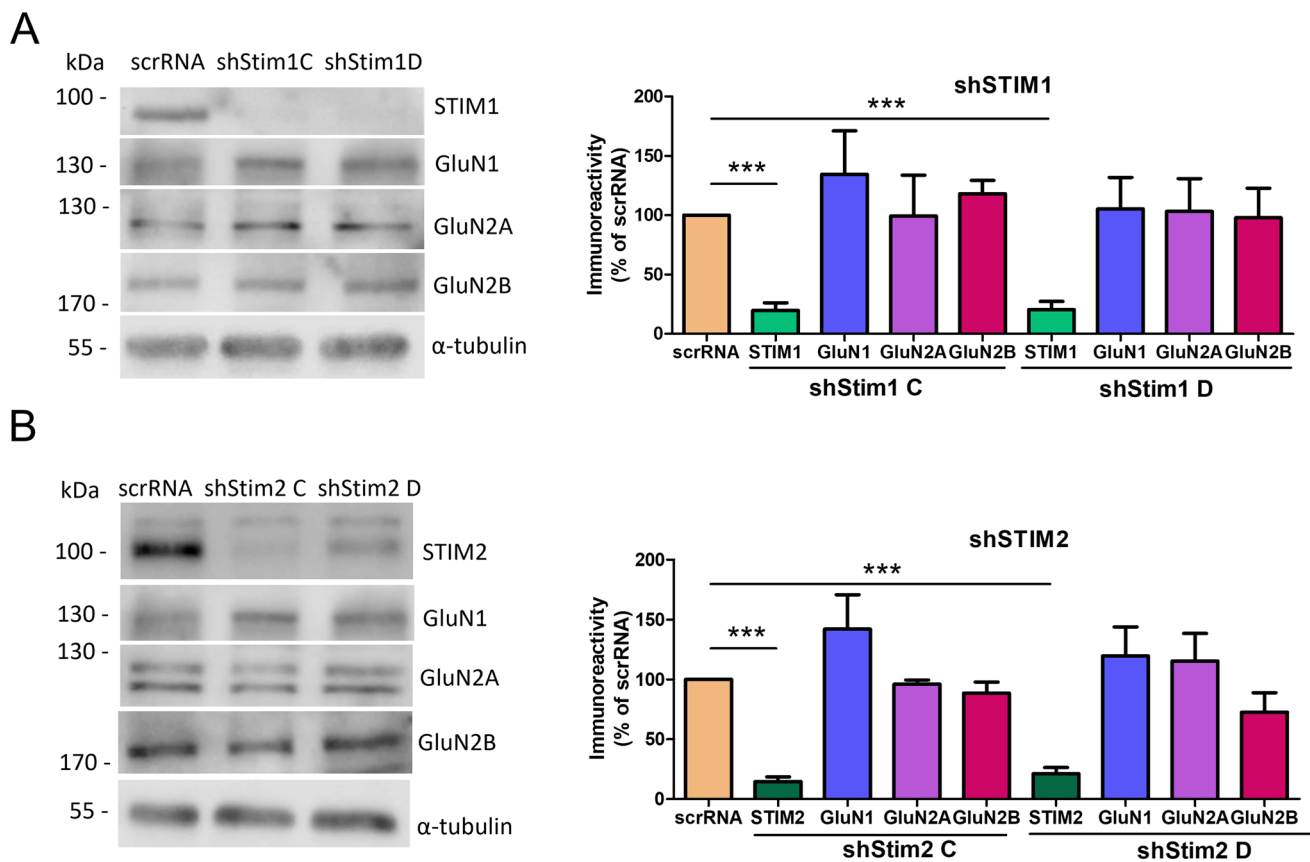 A
kDa scrRNA shStim1C shStim1D
100 - STIM1
130 - GluN1
130 - GluN2A
GluN2B
170 -
55 - α-tubulin
shSTIM1
Immunoreactivity
(% of scrRNA)
200
150
100
50
0
***
***
scrRNA STIM1 GluN1 GluN2A GluN2B STIM1 GluN1 GluN2A GluN2B
shStim1 C shStim1 D
B
kDa scrRNA shStim2 C shStim2 D
100 - STIM2
130 - GluN1
130 - GluN2A
GluN2B
170 -
55 - α-tubulin
shSTIM2
Immunoreactivity
(% of scrRNA)
200
150
100
50
0
***
***
scrRNA STIM2 GluN1 GluN2A GluN2B STIM2 GluN1 GluN2A GluN2B
shStim2 C shStim2 D